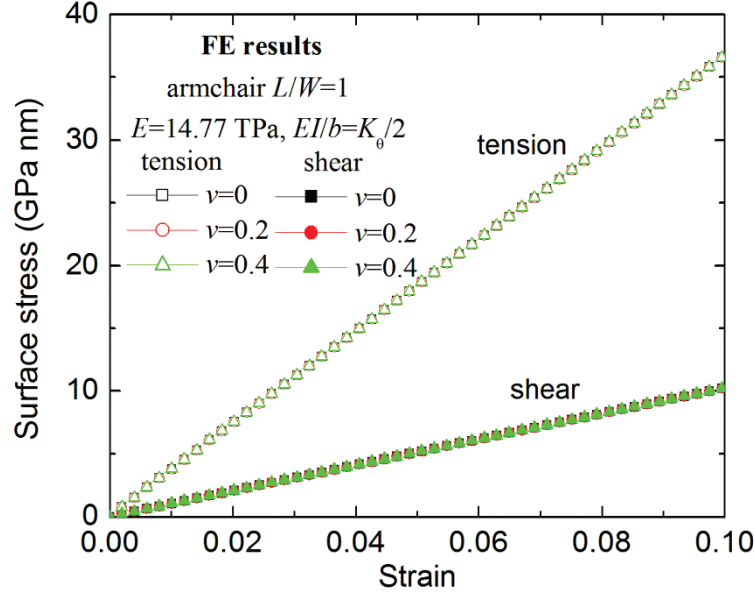 40
30
20
10
0
Surface stress (GPa nm)
FE results
armchair L/W=1
E=14.77 TPa, EI/b=Kθ/2
tension shear
v=0 v=0
v=0.2 v=0.2
v=0.4 v=0.4
tension
shear
0.00 0.02 0.04 0.06 0.08 0.10
Strain